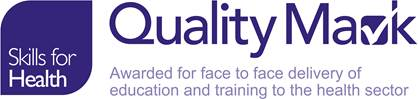 Skills for
Health
Quality Mark
Awarded for face to face delivery of
education and training to the health sector